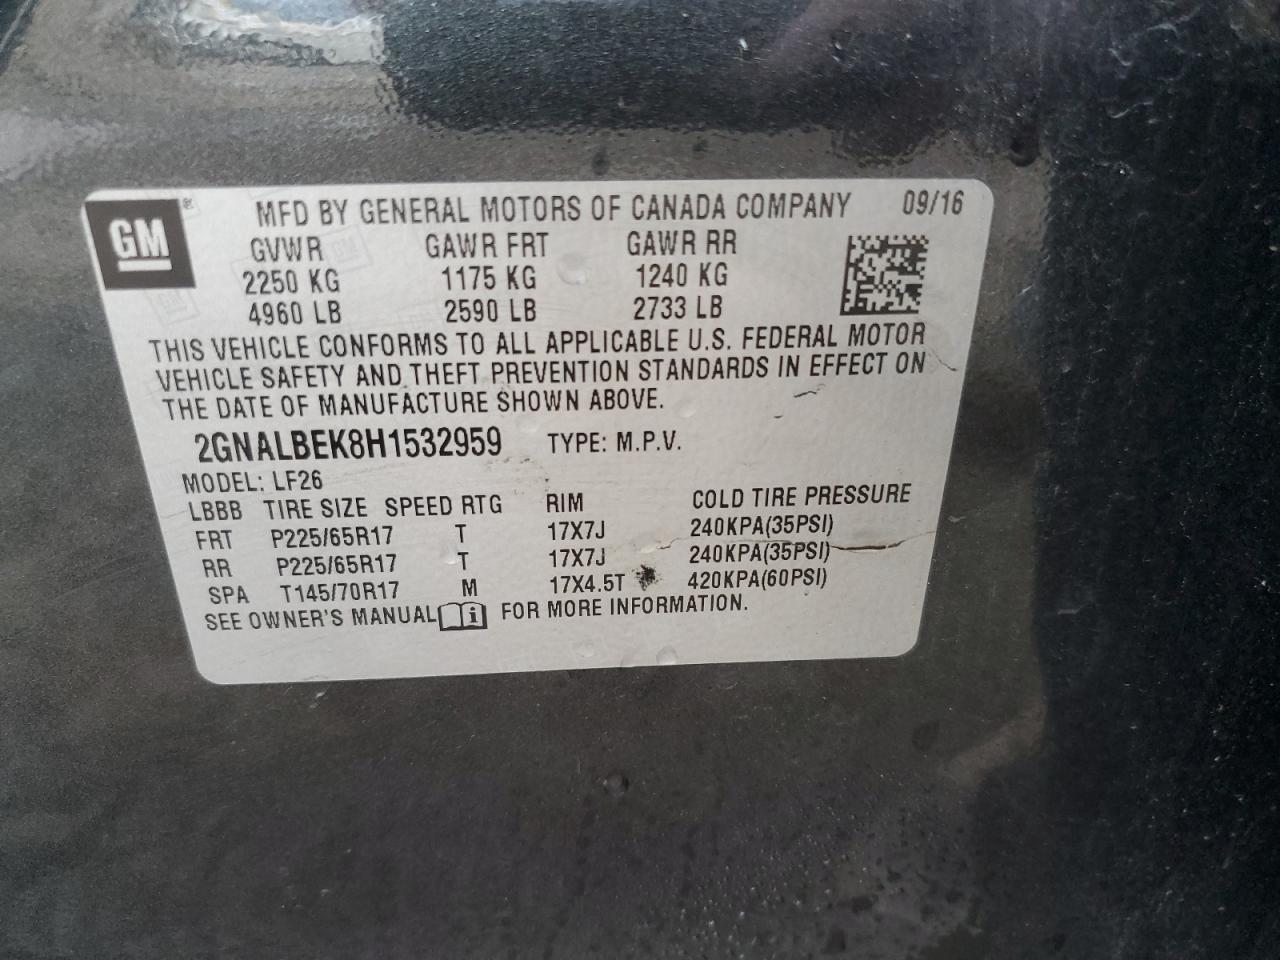 GM ® MFD BY GENERAL MOTORS OF CANADA COMPANY 09/16
GVWR GAWR FRT GAWR RR
2250 KG 1175 KG 1240 KG
4960 LB 2590 LB 2733 LB
THIS VEHICLE CONFORMS TO ALL APPLICABLE U.S. FEDERAL MOTOR
VEHICLE SAFETY AND THEFT PREVENTION STANDARDS IN EFFECT ON
THE DATE OF MANUFACTURE SHOWN ABOVE.
2GNALBEK8H1532959 TYPE: M.P.V.
MODEL: LF26
LBBB TIRE SIZE SPEED RTG RIM COLD TIRE PRESSURE
FRT P225/65R17 T 17X7J 240KPA(35PSI)
RR P225/65R17 T 17X7J 240KPA(35PSI)
SPA T145/70R17 M 17X4.5T 420KPA(60PSI)
SEE OWNER'S MANUAL i FOR MORE INFORMATION.